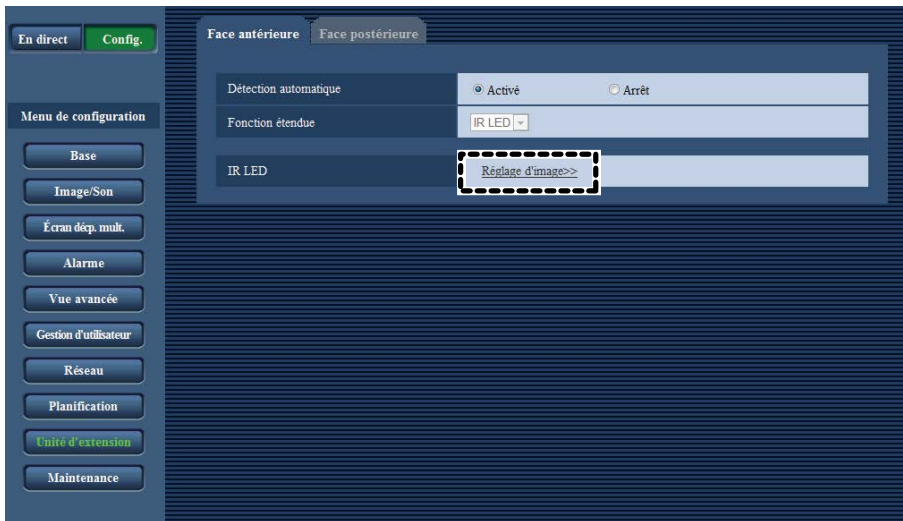 En direct
Config.
Face antérieure
Face postérieure
Détection automatique
Activé
Arrêt
Fonction étendue
IR LED
IR LED
Réglage d'image>>
Menu de configuration
Base
Image/Son
Écran décp. mult.
Alarme
Vue avancée
Gestion d'utilisateur
Réseau
Planification
Unité d'extension
Maintenance